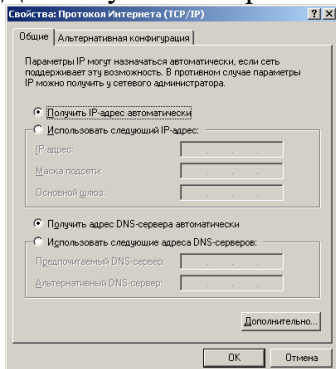 Свойства: Протокол Интернета (TCP/IP)
Общие
Альтернативная конфигурация
Параметры IP могут назначаться автоматически, если сеть
поддерживает эту возможность. В противном случае параметры
IP можно получить у сетевого администратора.
Получить IP-адрес автоматически
Использовать следующий IP-адрес:
IP-адрес:
Маска подсети:
Основной шлюз:
Получить адрес DNS-сервера автоматически
Использовать следующие адреса DNS-серверов:
Предпочитаемый DNS-сервер:
Альтернативный DNS-сервер:
Дополнительно...
OK
Отмена